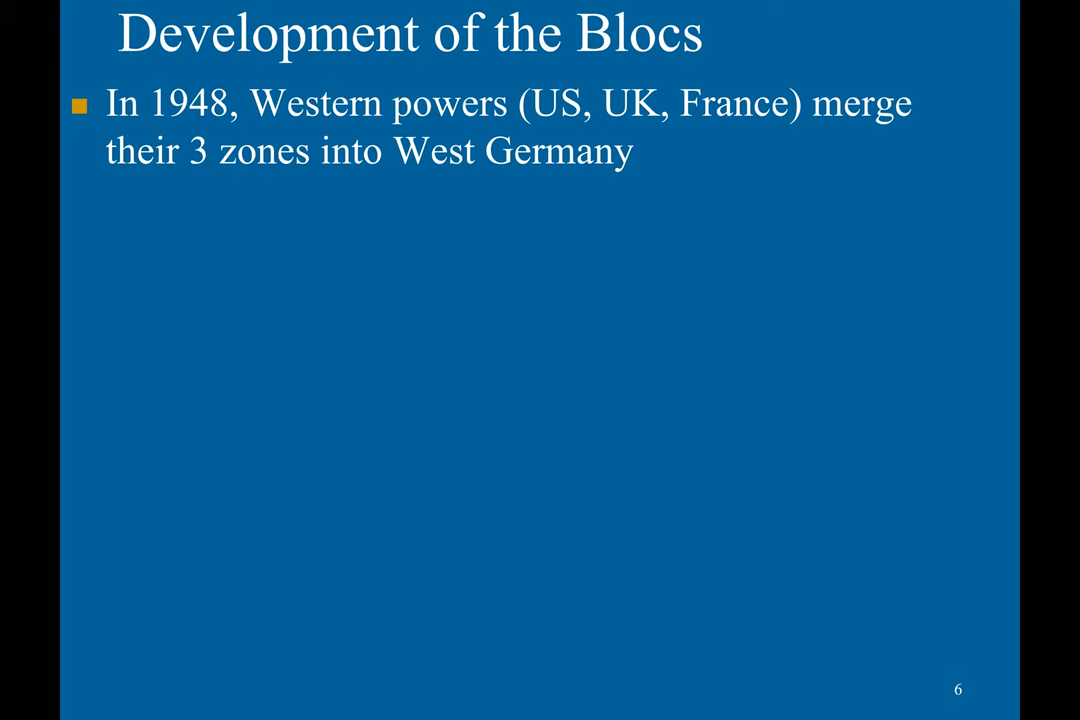 Development of the Blocs
In 1948, Western powers (US, UK, France) merge
their 3 zones into West Germany
6